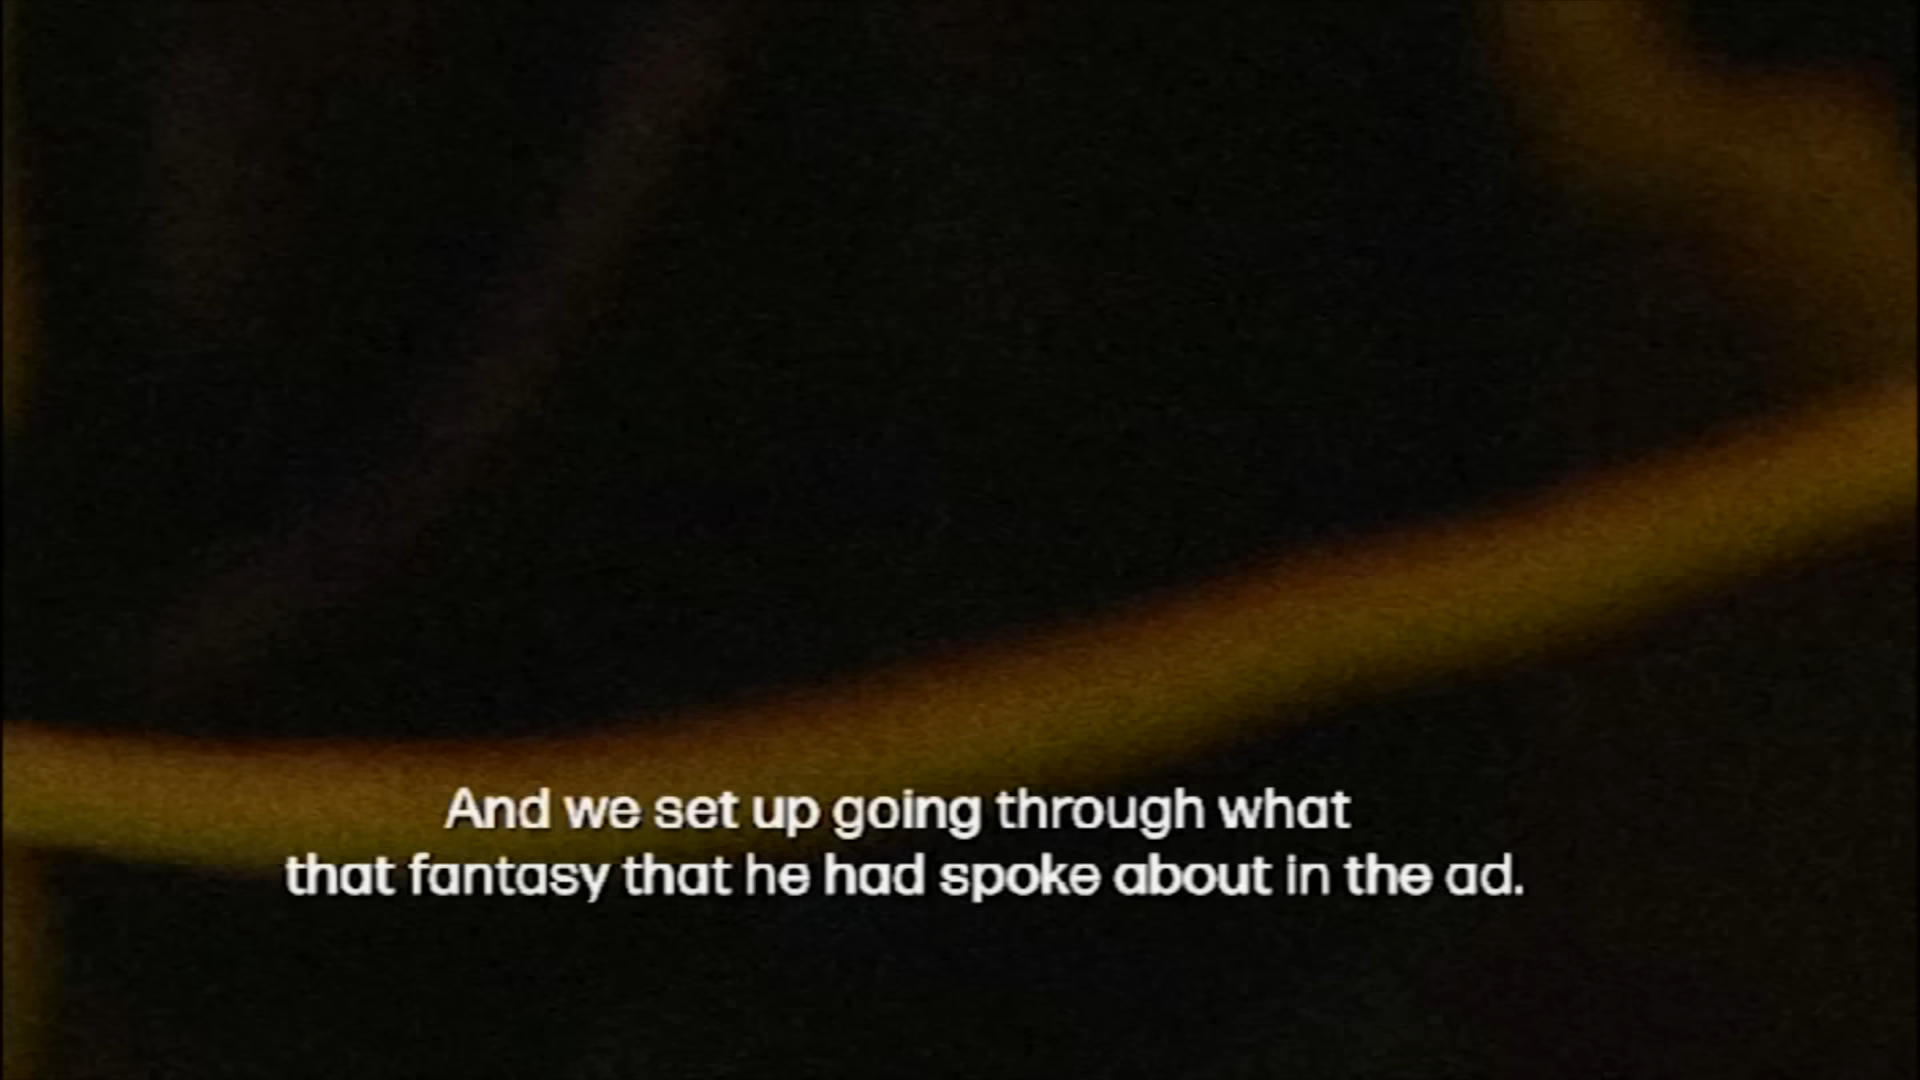 And we set up going through what
that fantasy that he had spoke about in the ad.